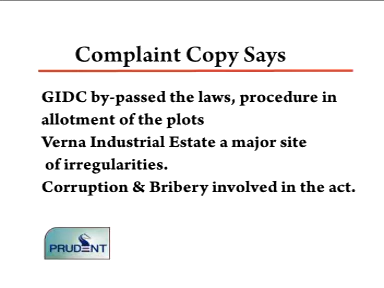 Complaint Copy Says
GIDC by-passed the laws, procedure in
allotment of the plots
Verna Industrial Estate a major site
of irregularities.
Corruption & Bribery involved in the act.
PRUDENT